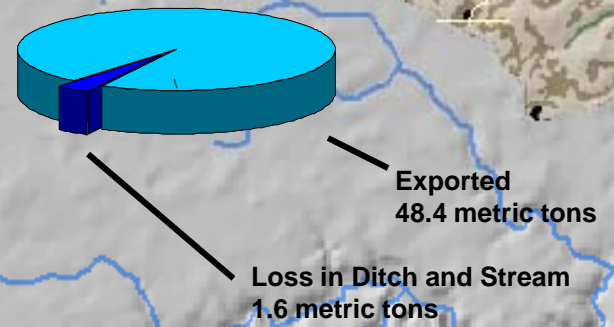 Exported
48.4 metric tons
Loss in Ditch and Stream
1.6 metric tons